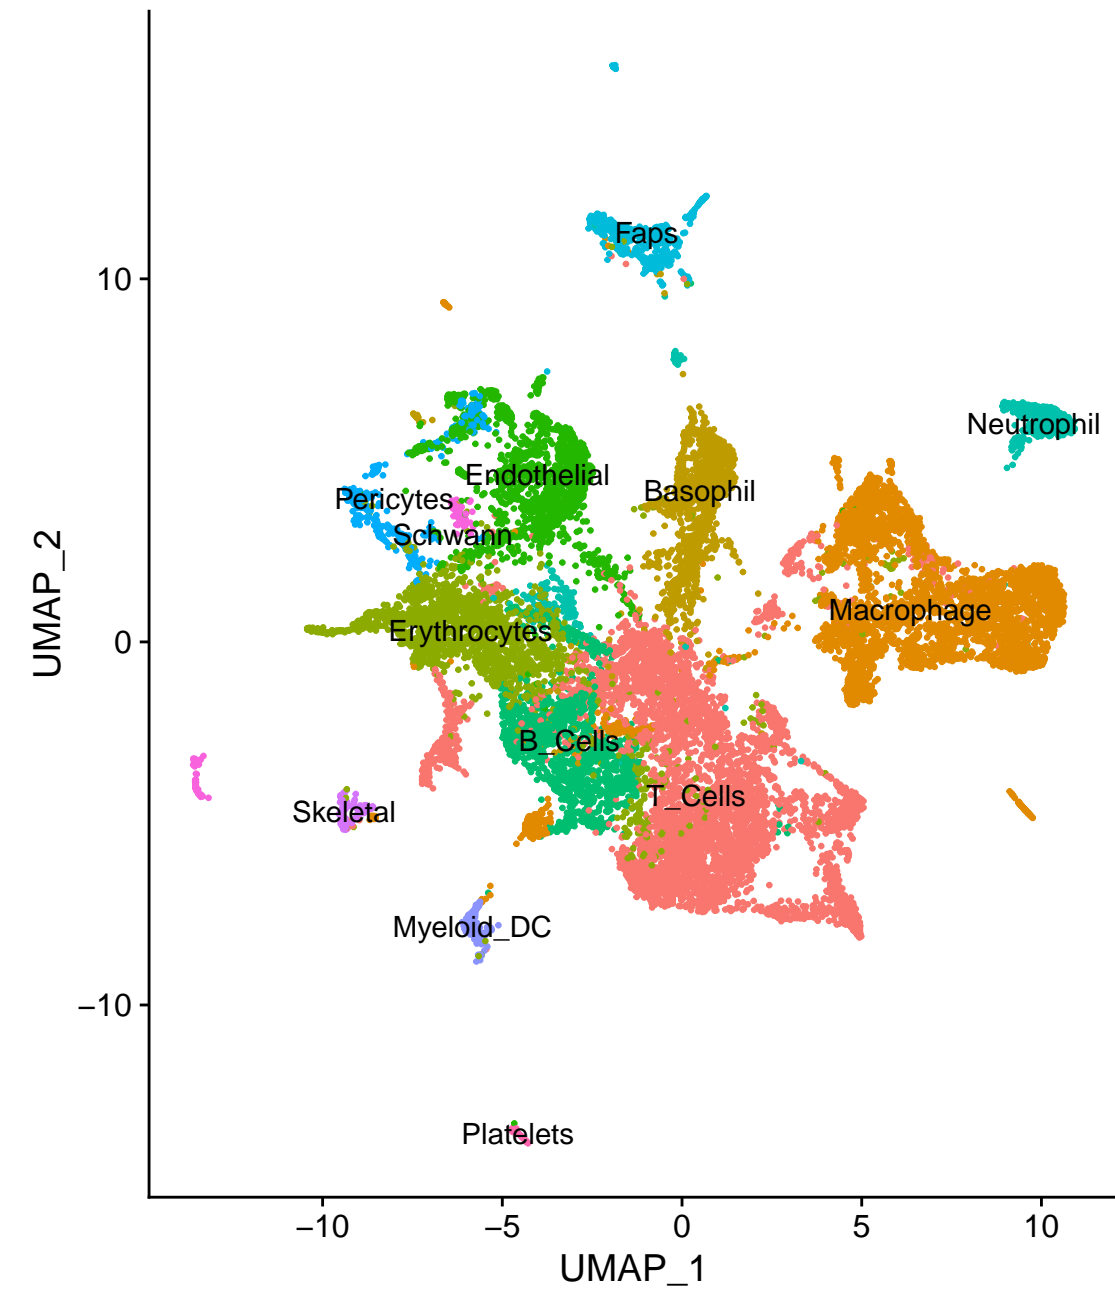 Faps
10
Neutrophil
Endothelial
Basophil
Pericytes
Schwann
UMAP_2
Macrophage
Erythrocytes
0
B_Cells
T_Cells
Skeletal
Myeloid_DC
−10
Platelets
−10 −5 0 5 10
UMAP_1